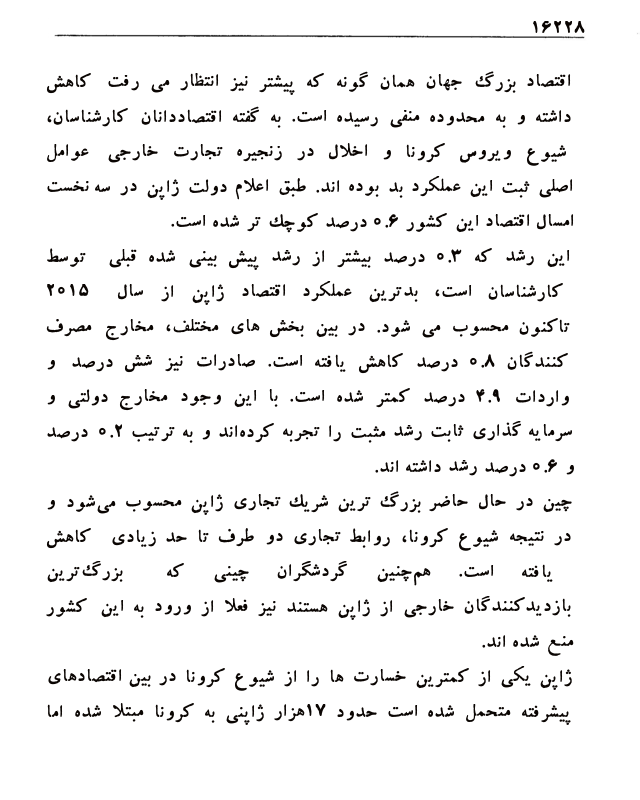 ۱۶۲۲۸
اقتصاد بزرگ جهان همان گونه که پیشتر نیز انتظار می رفت کاهش
داشته و به محدوده منفی رسیده است. به گفته اقتصاددانان کارشناسان،
شیوع ویروس کرونا و اخلال در زنجیره تجارت خارجی عوامل
اصلی ثبت این عملکرد بد بوده اند. طبق اعلام دولت ژاپن در سه نخست
امسال اقتصاد این کشور ۰.۶ درصد کوچک تر شده است.
این رشد که ۰.۳ درصد بیشتر از رشد پیش بینی شده قبلی توسط
کارشناسان است، بدترین عملکرد اقتصاد ژاپن از سال ۲۰۱۵
تاکنون محسوب می شود. در بین بخش های مختلف، مخارج مصرف
کنندگان ۰.۸ درصد کاهش یافته است. صادرات نیز شش درصد و
واردات ۴.۹ درصد کمتر شده است. با این وجود مخارج دولتی و
سرمایه گذاری ثابت رشد مثبت را تجربه کرده‌اند و به ترتیب ۰.۲ درصد
و ۰.۶ درصد رشد داشته اند.
چین در حال حاضر بزرگ ترین شریک تجاری ژاپن محسوب می‌شود و
در نتیجه شیوع کرونا، روابط تجاری دو طرف تا حد زیادی کاهش
یافته است. هم‌چنین گردشگران چینی که بزرگ‌ترین
بازدیدکنندگان خارجی از ژاپن هستند نیز فعلا از ورود به این کشور
منع شده اند.
ژاپن یکی از کمترین خسارت ها را از شیوع کرونا در بین اقتصادهای
پیشرفته متحمل شده است حدود ۱۷هزار ژاپنی به کرونا مبتلا شده اما